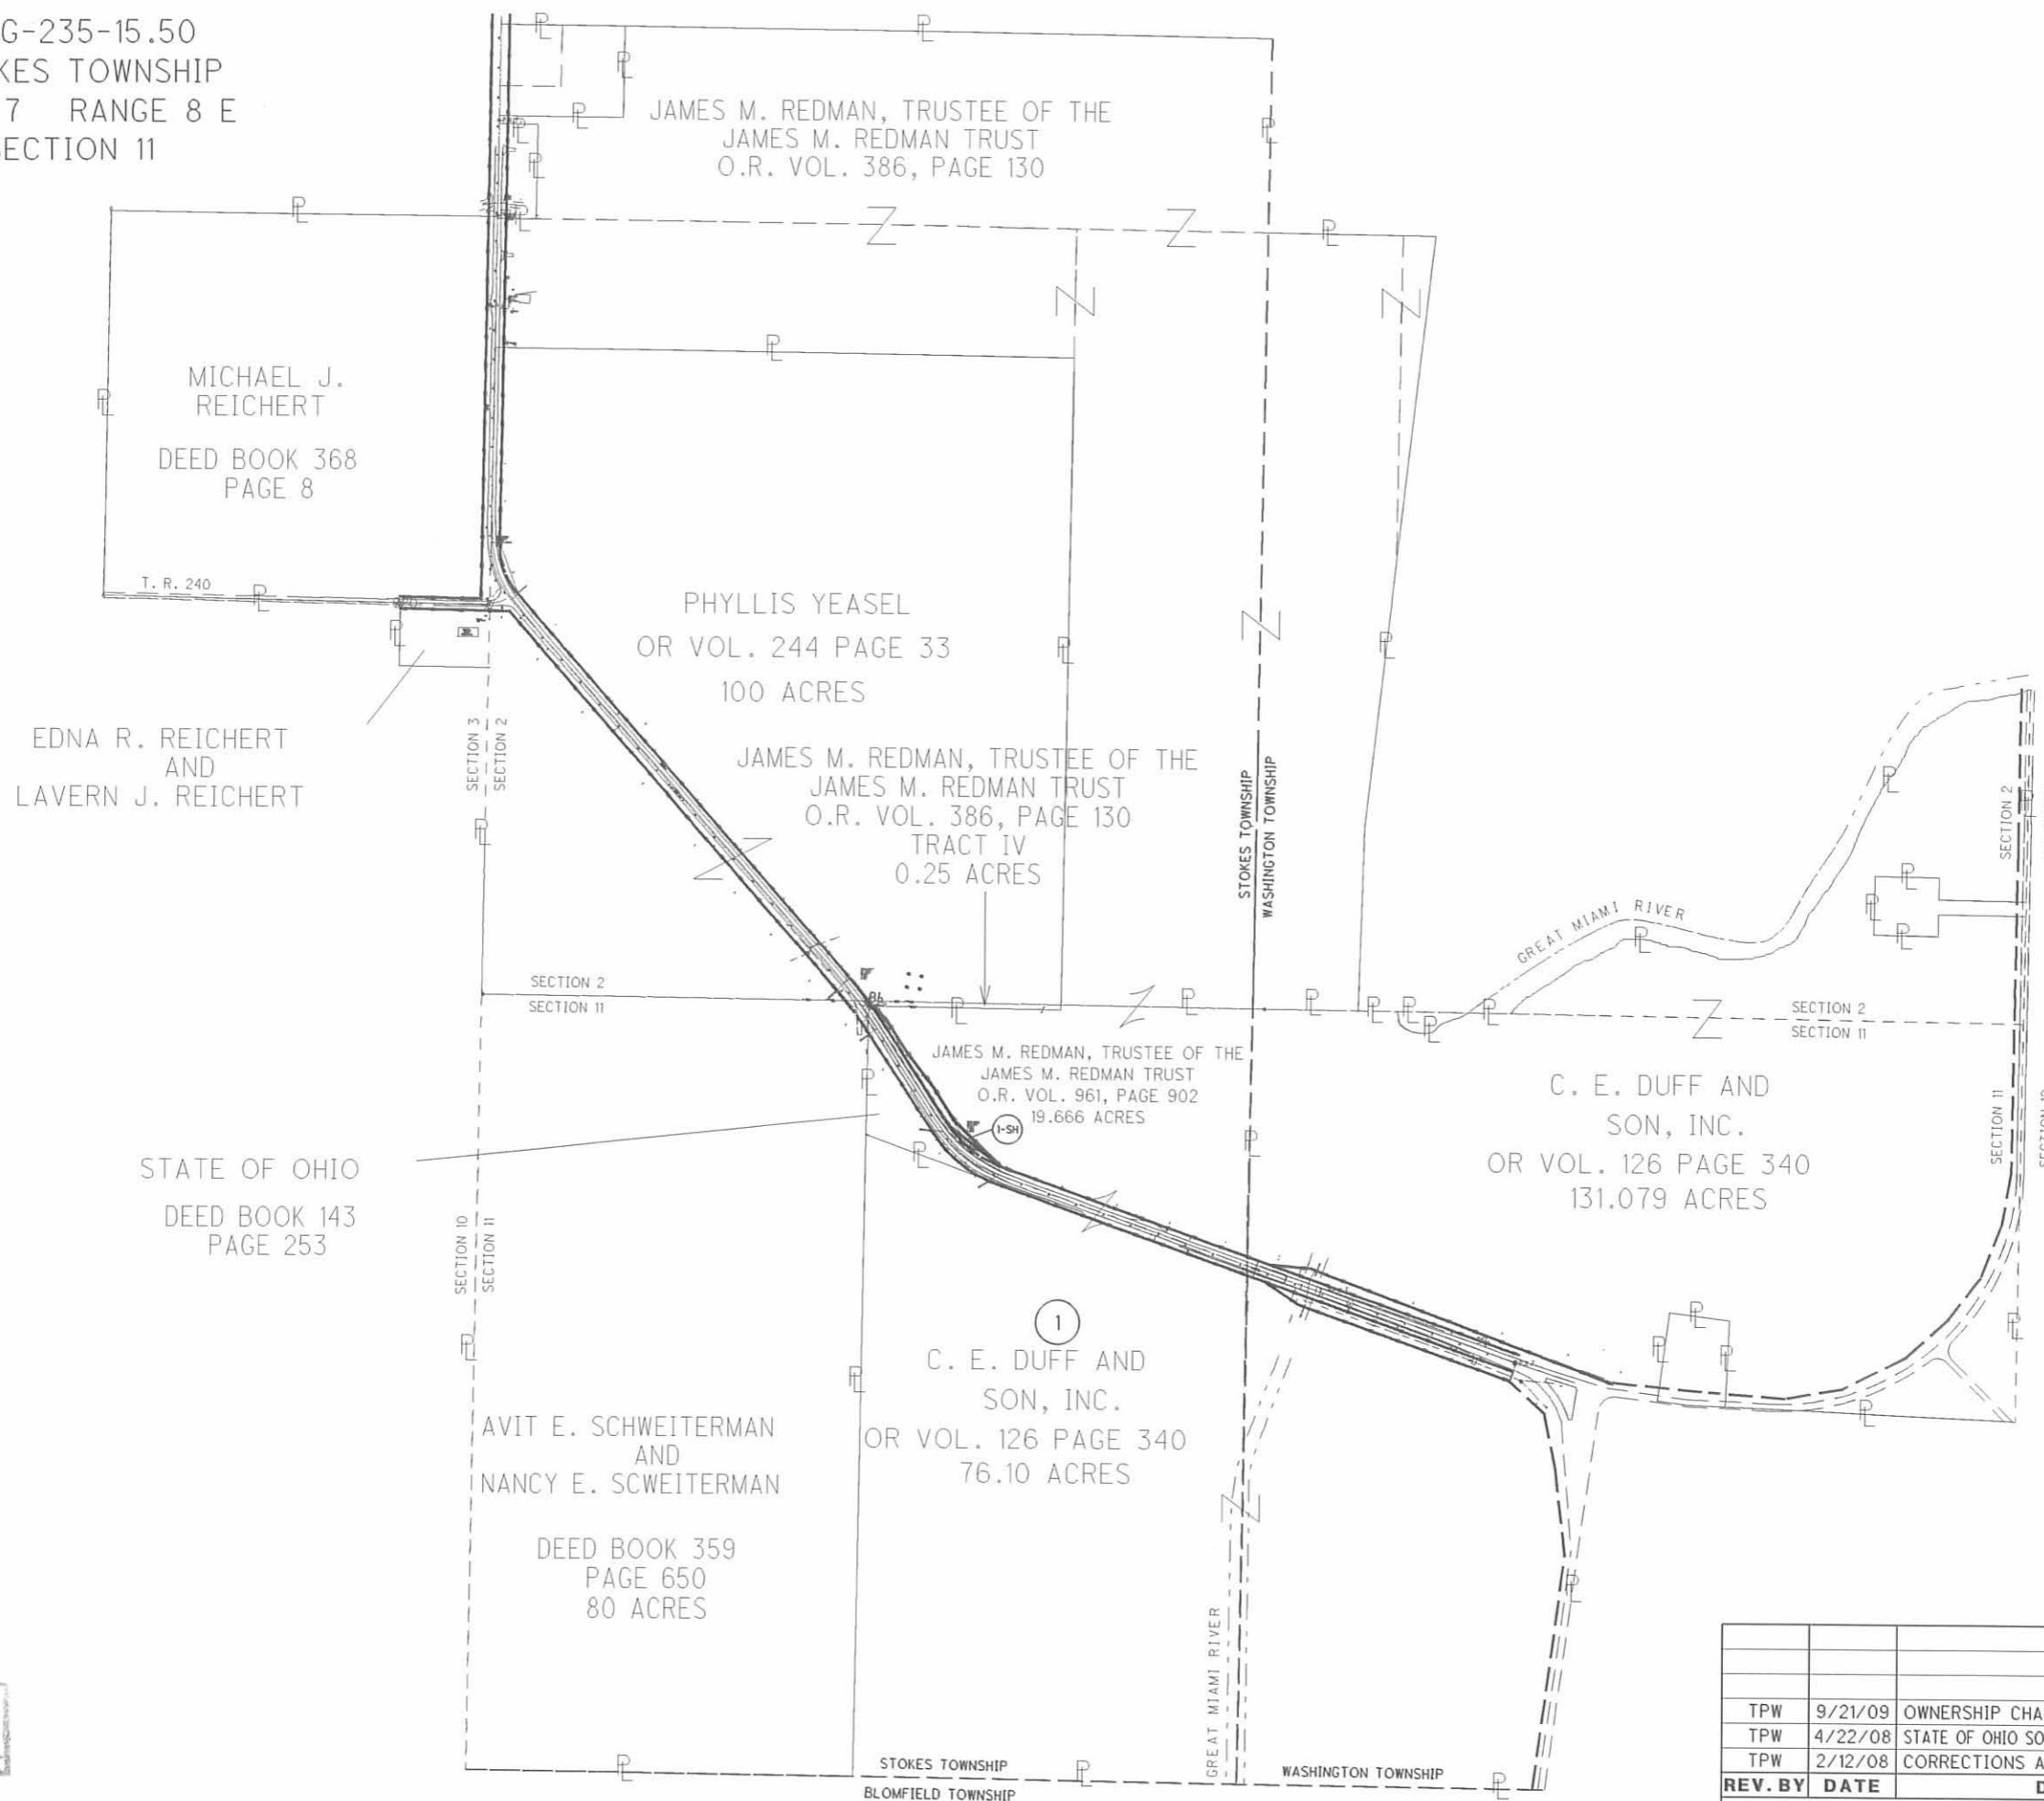 G-235-15.50
KES TOWNSHIP
7 RANGE 8 E
SECTION 11
JAMES M. REDMAN, TRUSTEE OF THE
JAMES M. REDMAN TRUST
O.R. VOL. 386, PAGE 130
MICHAEL J.
REICHERT
DEED BOOK 368
PAGE 8
T. R. 240
PHYLLIS YEASEL
OR VOL. 244 PAGE 33
100 ACRES
EDNA R. REICHERT
AND
LAVERN J. REICHERT
SECTION 3
SECTION 2
JAMES M. REDMAN, TRUSTEE OF THE
JAMES M. REDMAN TRUST
O.R. VOL. 386, PAGE 130
TRACT IV
0.25 ACRES
STOKES TOWNSHIP
WASHINGTON TOWNSHIP
GREAT MIAMI RIVER
SECTION 2
SECTION 2
SECTION 11
SECTION 2
SECTION 11
JAMES M. REDMAN, TRUSTEE OF THE
JAMES M. REDMAN TRUST
O.R. VOL. 961, PAGE 902
19.666 ACRES
1-SH
C. E. DUFF AND
SON, INC.
OR VOL. 126 PAGE 340
131.079 ACRES
SECTION 11
STATE OF OHIO
DEED BOOK 143
PAGE 253
SECTION 10
SECTION 11
1
C. E. DUFF AND
SON, INC.
OR VOL. 126 PAGE 340
76.10 ACRES
AVIT E. SCHWEITERMAN
AND
NANCY E. SCWEITERMAN
DEED BOOK 359
PAGE 650
80 ACRES
GREAT MIAMI RIVER
STOKES TOWNSHIP
BLOMFIELD TOWNSHIP
WASHINGTON TOWNSHIP
TPW 9/21/09 OWNERSHIP CHA
TPW 4/22/08 STATE OF OHIO SO
TPW 2/12/08 CORRECTIONS A
REV. BY DATE D